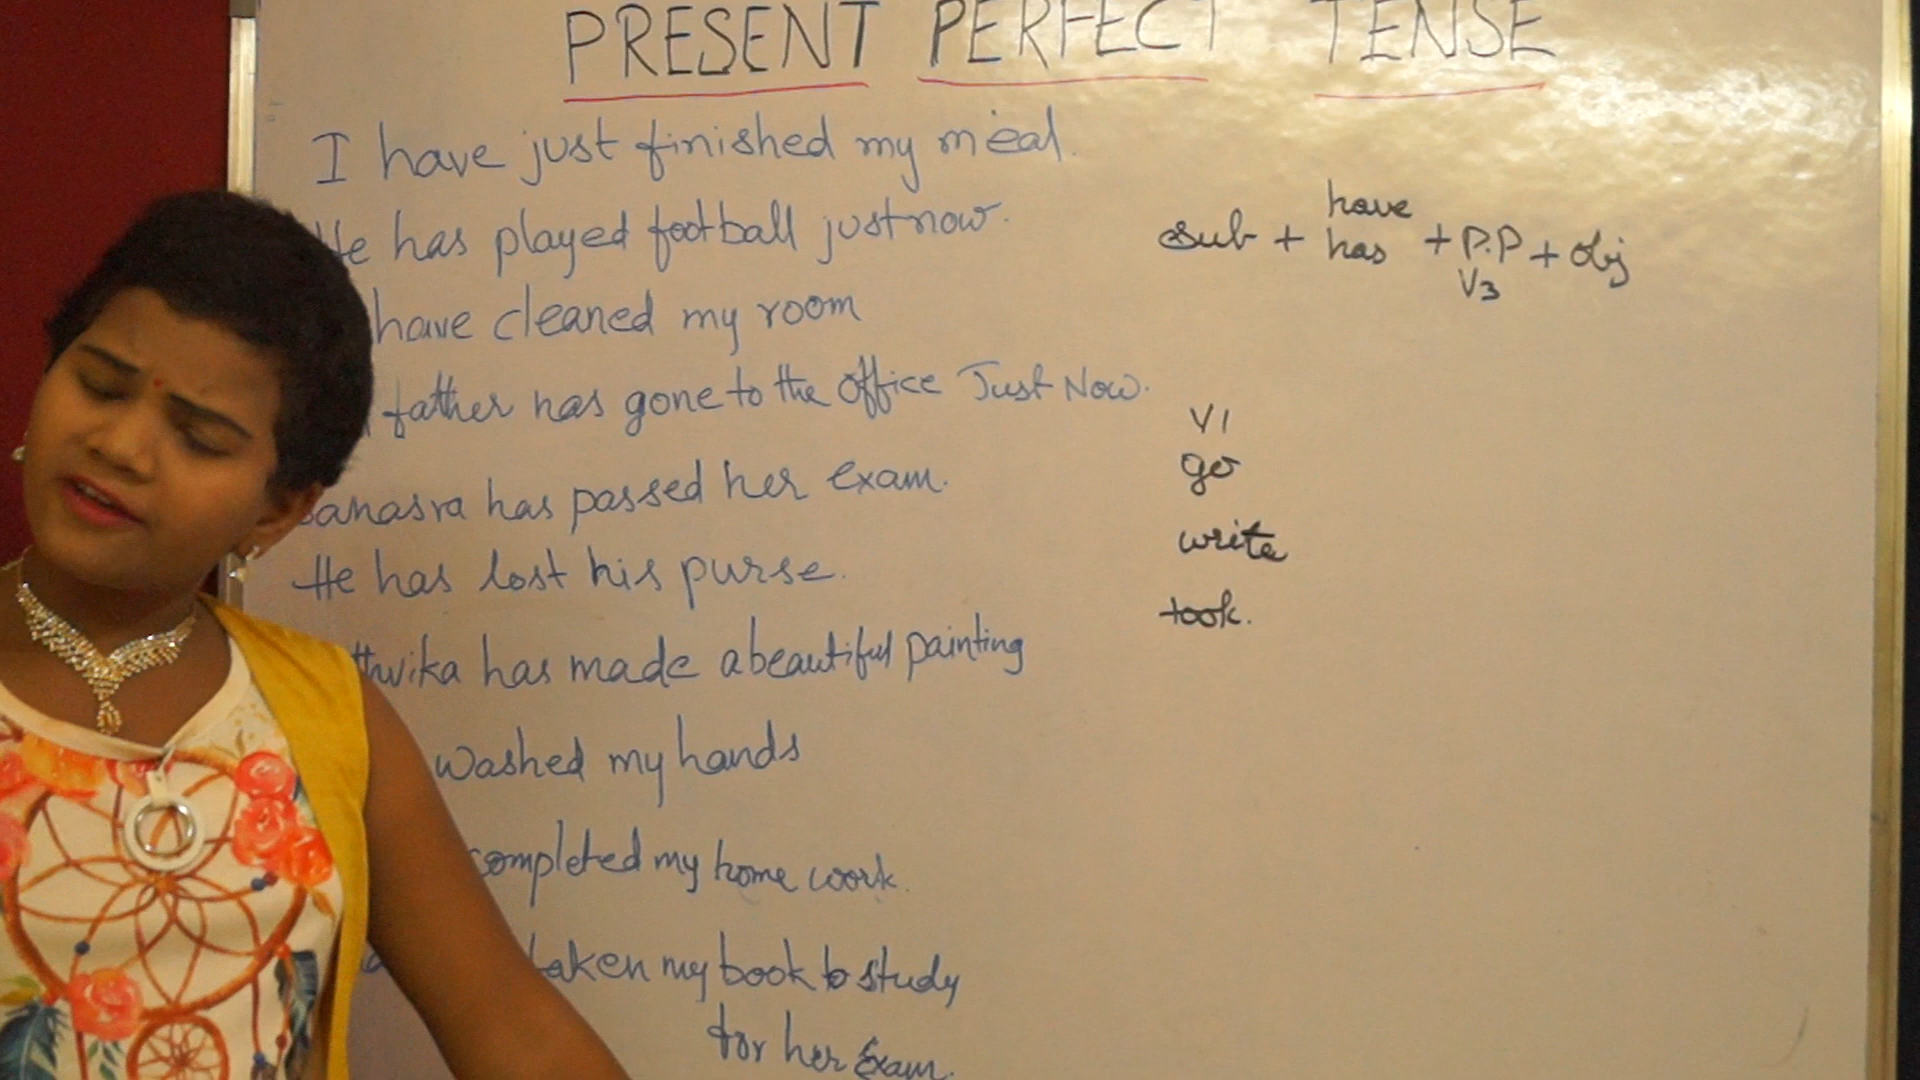 PRESENT PERFECT TENSE
I have just finished my meal.
He has played football just now.
have cleaned my room
father has gone to the office Just Now.
has passed her exam.
He has lost his purse.
has made a beautiful painting
washed my hands
completed my home work.
taken my book to study
for her Exam.
have
sub + has + P.P + obj
V3
V1
go
write
took.